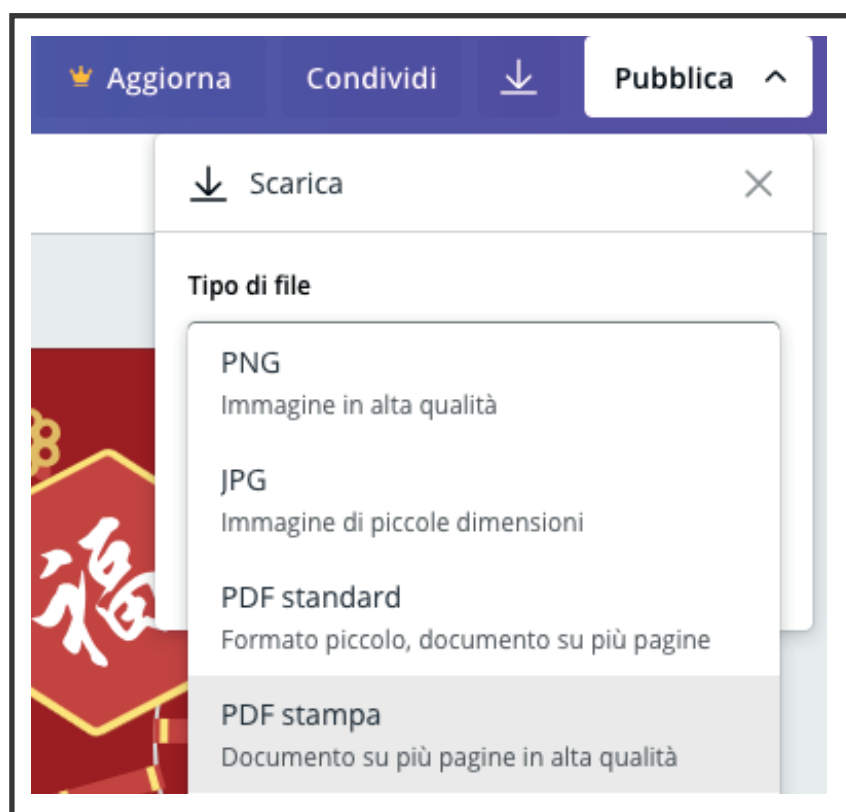 Aggiorna Condividi Pubblica
Scarica
Tipo di file
PNG
Immagine in alta qualità
JPG
Immagine di piccole dimensioni
福
PDF standard
Formato piccolo, documento su più pagine
PDF stampa
Documento su più pagine in alta qualità